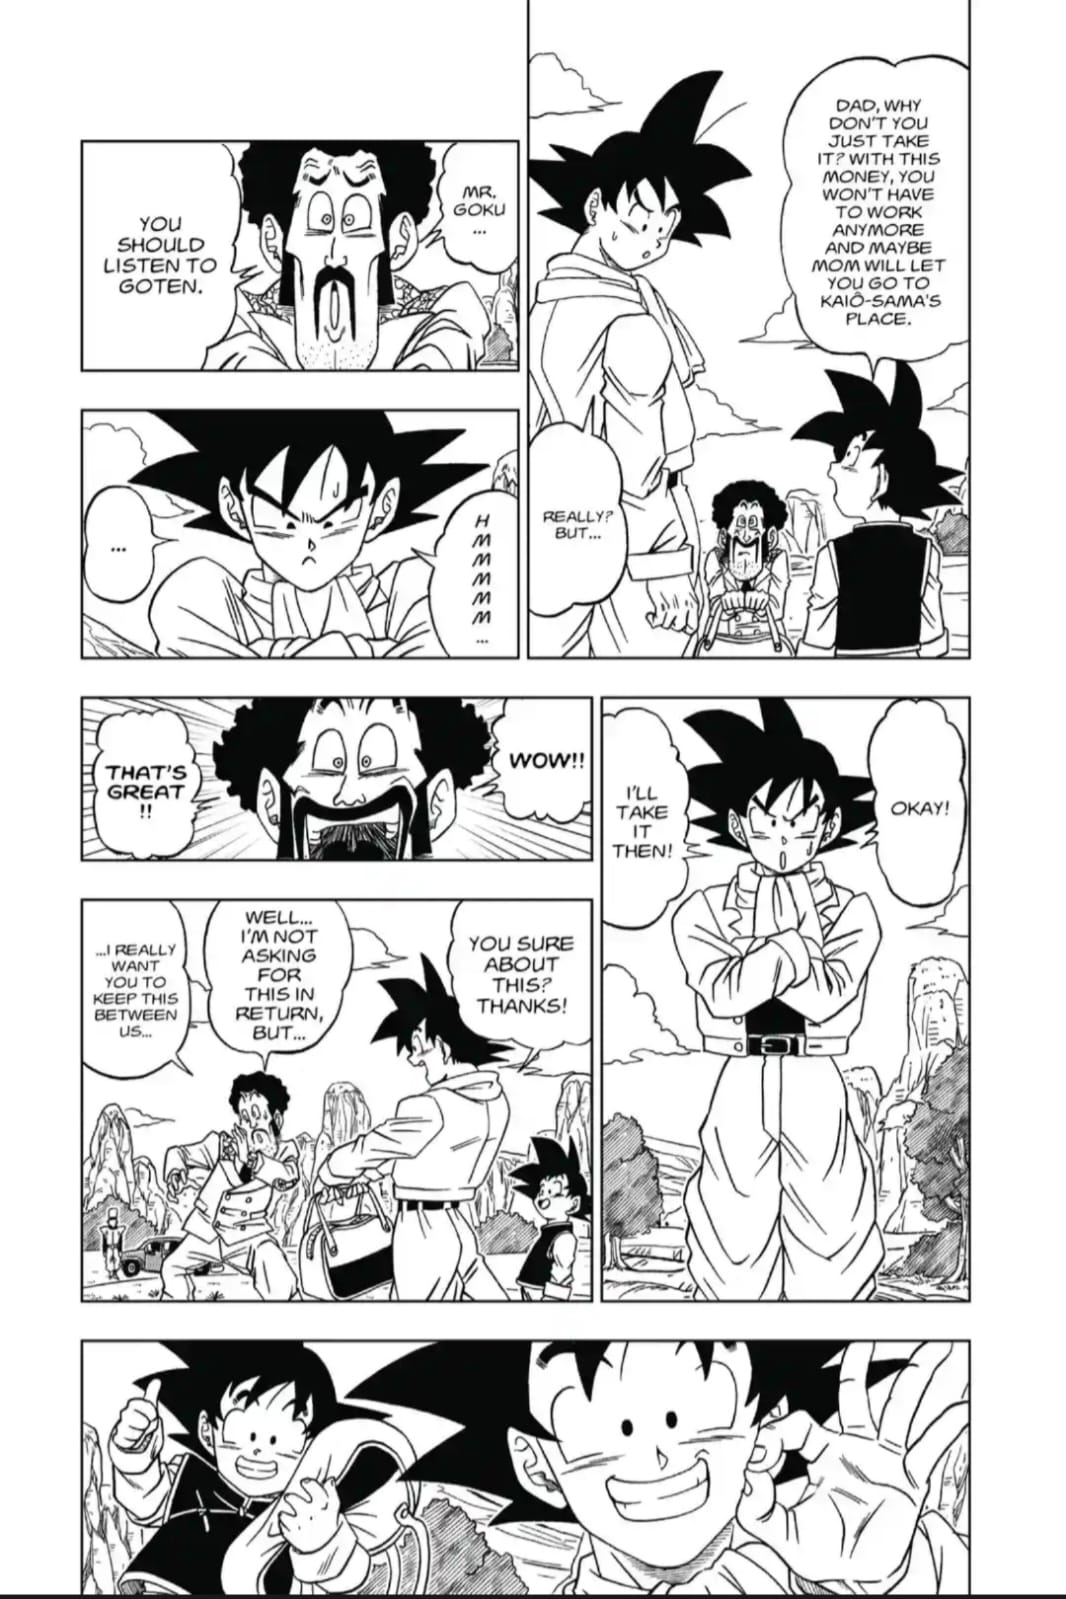 DAD, WHY
DON'T YOU
JUST TAKE
IT? WITH THIS
MONEY, YOU
WON'T HAVE
TO WORK
ANYMORE
AND MAYBE
MOM WILL LET
YOU GO TO
KAIÔ-SAMA'S
PLACE.
REALLY?
BUT...
MR.
GOKU
...
YOU
SHOULD
LISTEN TO
GOTEN.
H
M
M
M
M
M
...
...
OKAY!
I'LL
TAKE
IT
THEN!
WOW!!
THAT'S
GREAT
!!
YOU SURE
ABOUT
THIS?
THANKS!
WELL...
I'M NOT
ASKING
FOR
THIS IN
RETURN,
BUT...
...I REALLY
WANT
YOU TO
KEEP THIS
BETWEEN
US...